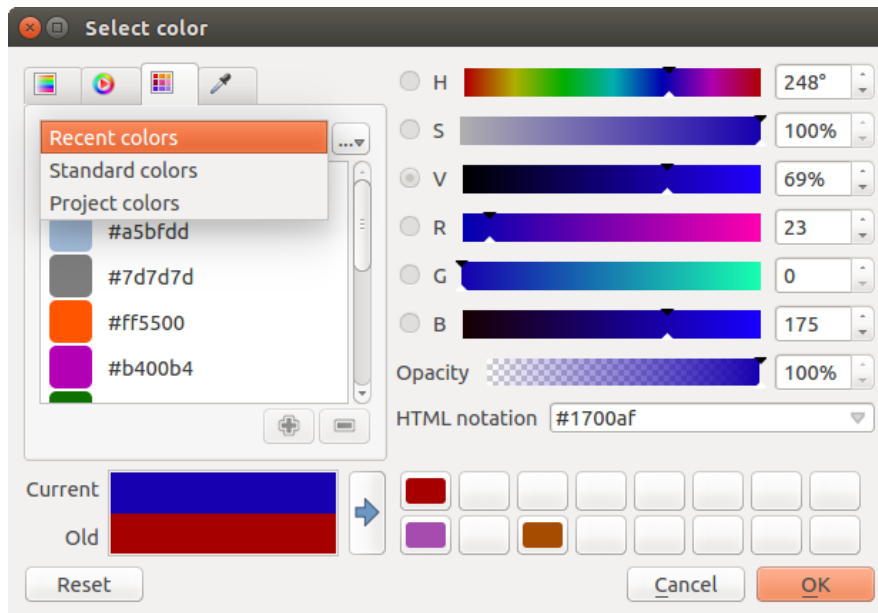 Select color
Recent colors
...
Standard colors
Project colors
#a5bfdd
#7d7d7d
#ff5500
#b400b4
H 248°
S 100%
V 69%
R 23
G 0
B 175
Opacity 100%
HTML notation #1700af
Current
Old
Reset
Cancel
OK